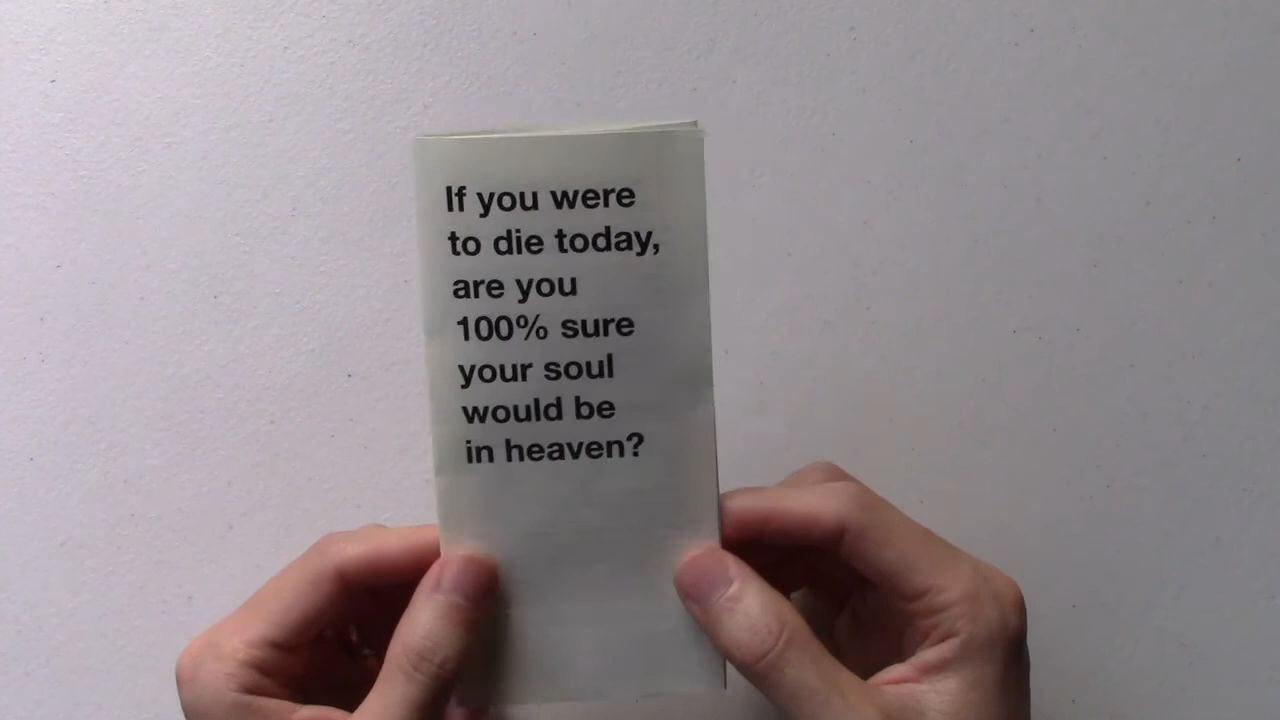 If you were
to die today,
are you
100% sure
your soul
would be
in heaven?